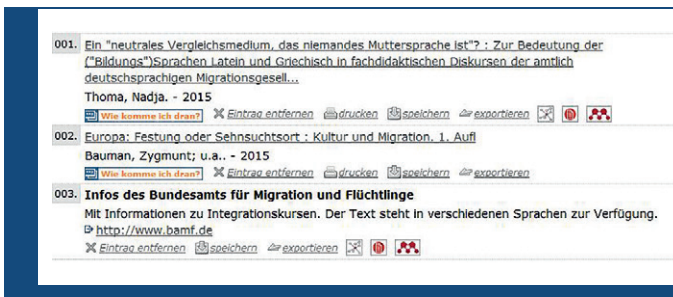 001. Ein "neutrales Vergleichsmedium, das niemandes Muttersprache ist"? : Zur Bedeutung der
("Bildungs")Sprachen Latein und Griechisch in fachdidaktischen Diskursen der amtlich
deutschsprachigen Migrationsgesell...
Thoma, Nadja. - 2015
Wie komme ich dran? Eintrag entfernen drucken speichern exportieren
002. Europa: Festung oder Sehnsuchtsort : Kultur und Migration. 1. Aufl
Bauman, Zygmunt; u.a.. - 2015
Wie komme ich dran? Eintrag entfernen drucken speichern exportieren
003. Infos des Bundesamts für Migration und Flüchtlinge
Mit Informationen zu Integrationskursen. Der Text steht in verschiedenen Sprachen zur Verfügung.
http://www.bamf.de
Eintrag entfernen speichern exportieren